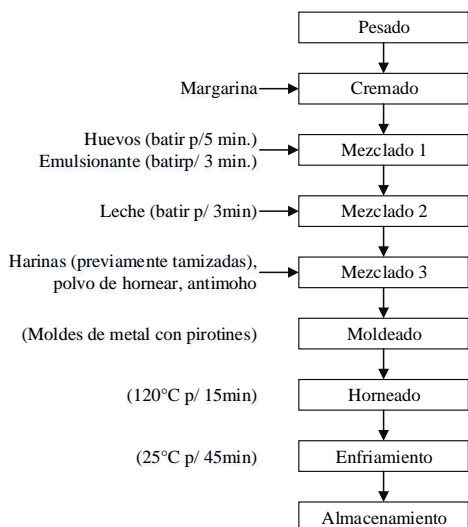 Pesado
Margarina
Cremado
Huevos (batir p/5 min.)
Emulsionante (batirp/ 3 min.)
Mezclado 1
Leche (batir p/ 3min)
Mezclado 2
Harinas (previamente tamizadas),
polvo de hornear, antimoho
Mezclado 3
(Moldes de metal con pirotines)
Moldeado
(120°C p/ 15min)
Horneado
(25°C p/ 45min)
Enfriamiento
Almacenamiento